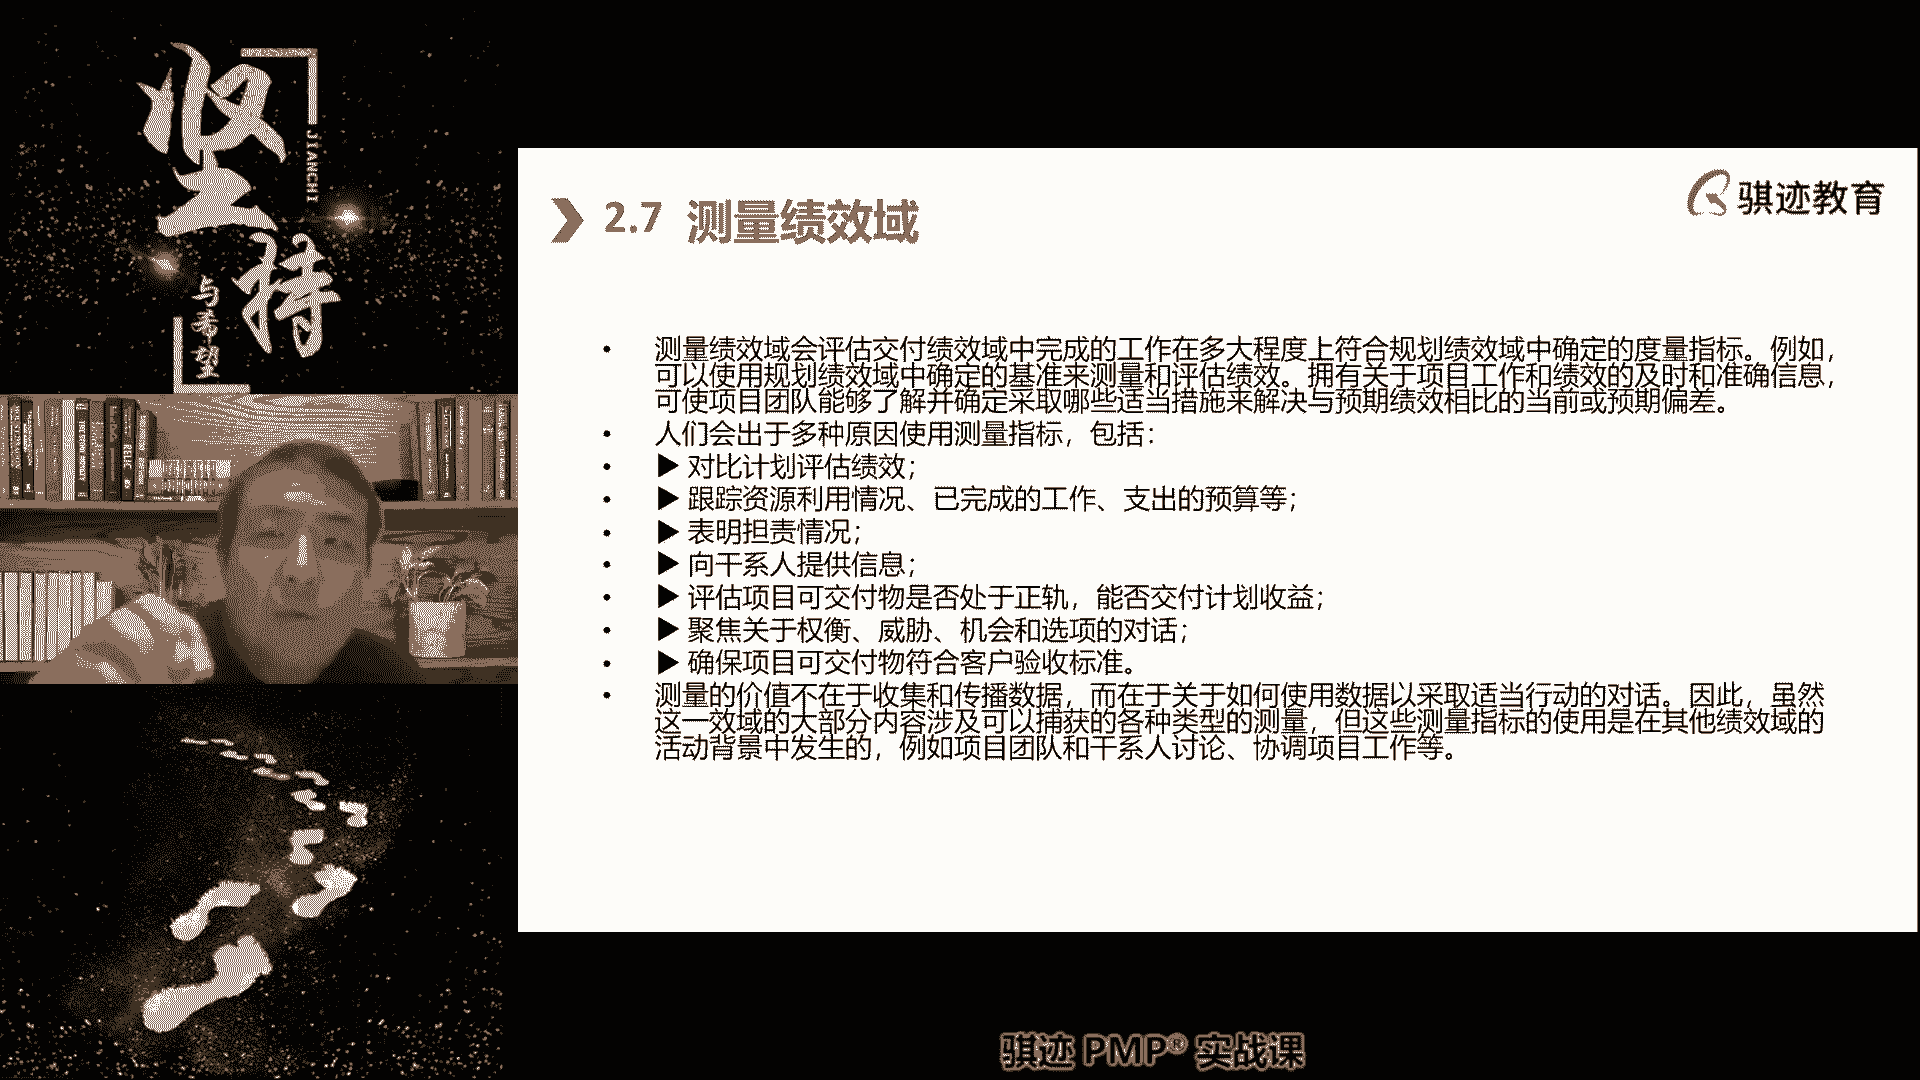 坚持
JIANCHI
与希望
骐迹教育
2.7 测量绩效域
• 测量绩效域会评估交付绩效域中完成的工作在多大程度上符合规划绩效域中确定的度量指标。例如，
可以使用规划绩效域中确定的基准来测量和评估绩效。拥有关于项目工作和绩效的及时和准确信息，
可使项目团队能够了解并确定采取哪些适当措施来解决与预期绩效相比的当前或预期偏差。
• 人们会出于多种原因使用测量指标，包括：
• ▶ 对比计划评估绩效；
• ▶ 跟踪资源利用情况、已完成的工作、支出的预算等；
• ▶ 表明担责情况；
• ▶ 向干系人提供信息；
• ▶ 评估项目可交付物是否处于正轨，能否交付计划收益；
• ▶ 聚焦关于权衡、威胁、机会和选项的对话；
• ▶ 确保项目可交付物符合客户验收标准。
• 测量的价值不在于收集和传播数据，而在于关于如何使用数据以采取适当行动的对话。因此，虽然
这一效域的大部分内容涉及可以捕获的各种类型的测量，但这些测量指标的使用是在其他绩效域的
活动背景中发生的，例如项目团队和干系人讨论、协调项目工作等。
骐迹 PMP® 实战课